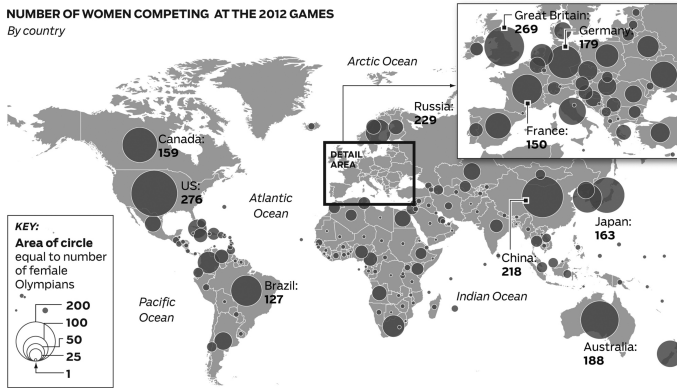 NUMBER OF WOMEN COMPETING AT THE 2012 GAMES
By country
Great Britain:
269
Germany:
179
France:
150
Arctic Ocean
Russia:
229
DETAIL
AREA
Canada:
159
US:
276
Atlantic
Ocean
Japan:
163
China:
218
Brazil:
127
Indian Ocean
Pacific
Ocean
Australia:
188
KEY:
Area of circle
equal to number
of female
Olympians
200
100
50
25
1